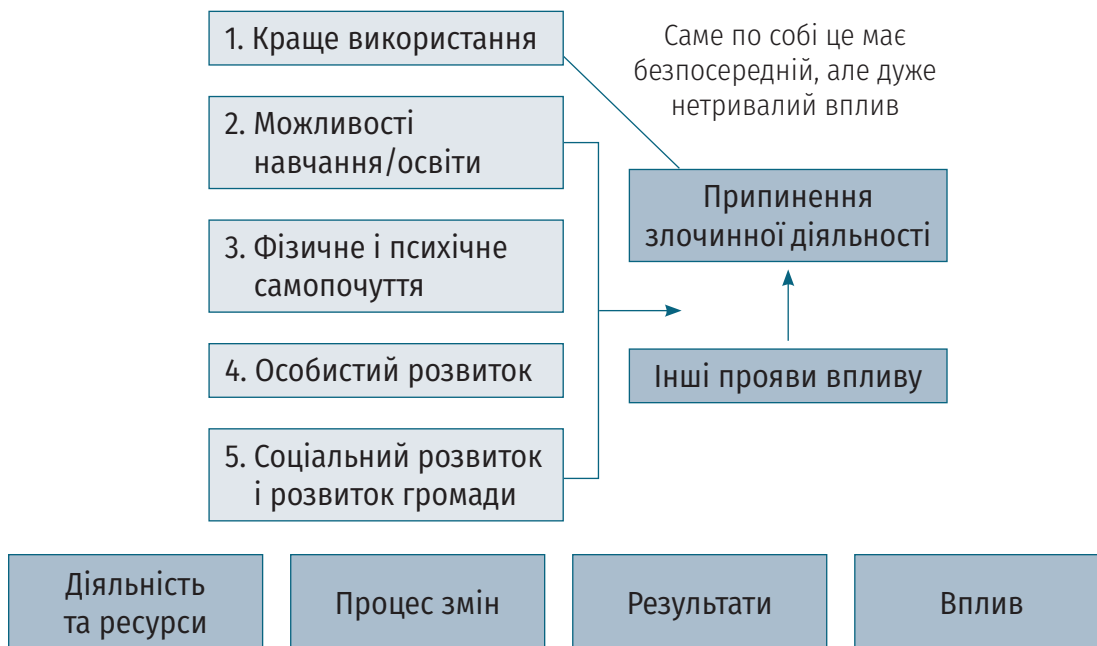 1. Краще використання
Саме по собі це має
безпосередній, але дуже
нетривалий вплив
2. Можливості
навчання/освіти
Припинення
злочинної діяльності
3. Фізичне і психічне
самопочуття
4. Особистий розвиток
Інші прояви впливу
5. Соціальний розвиток
і розвиток громади
Діяльність
та ресурси
Процес змін
Результати
Вплив